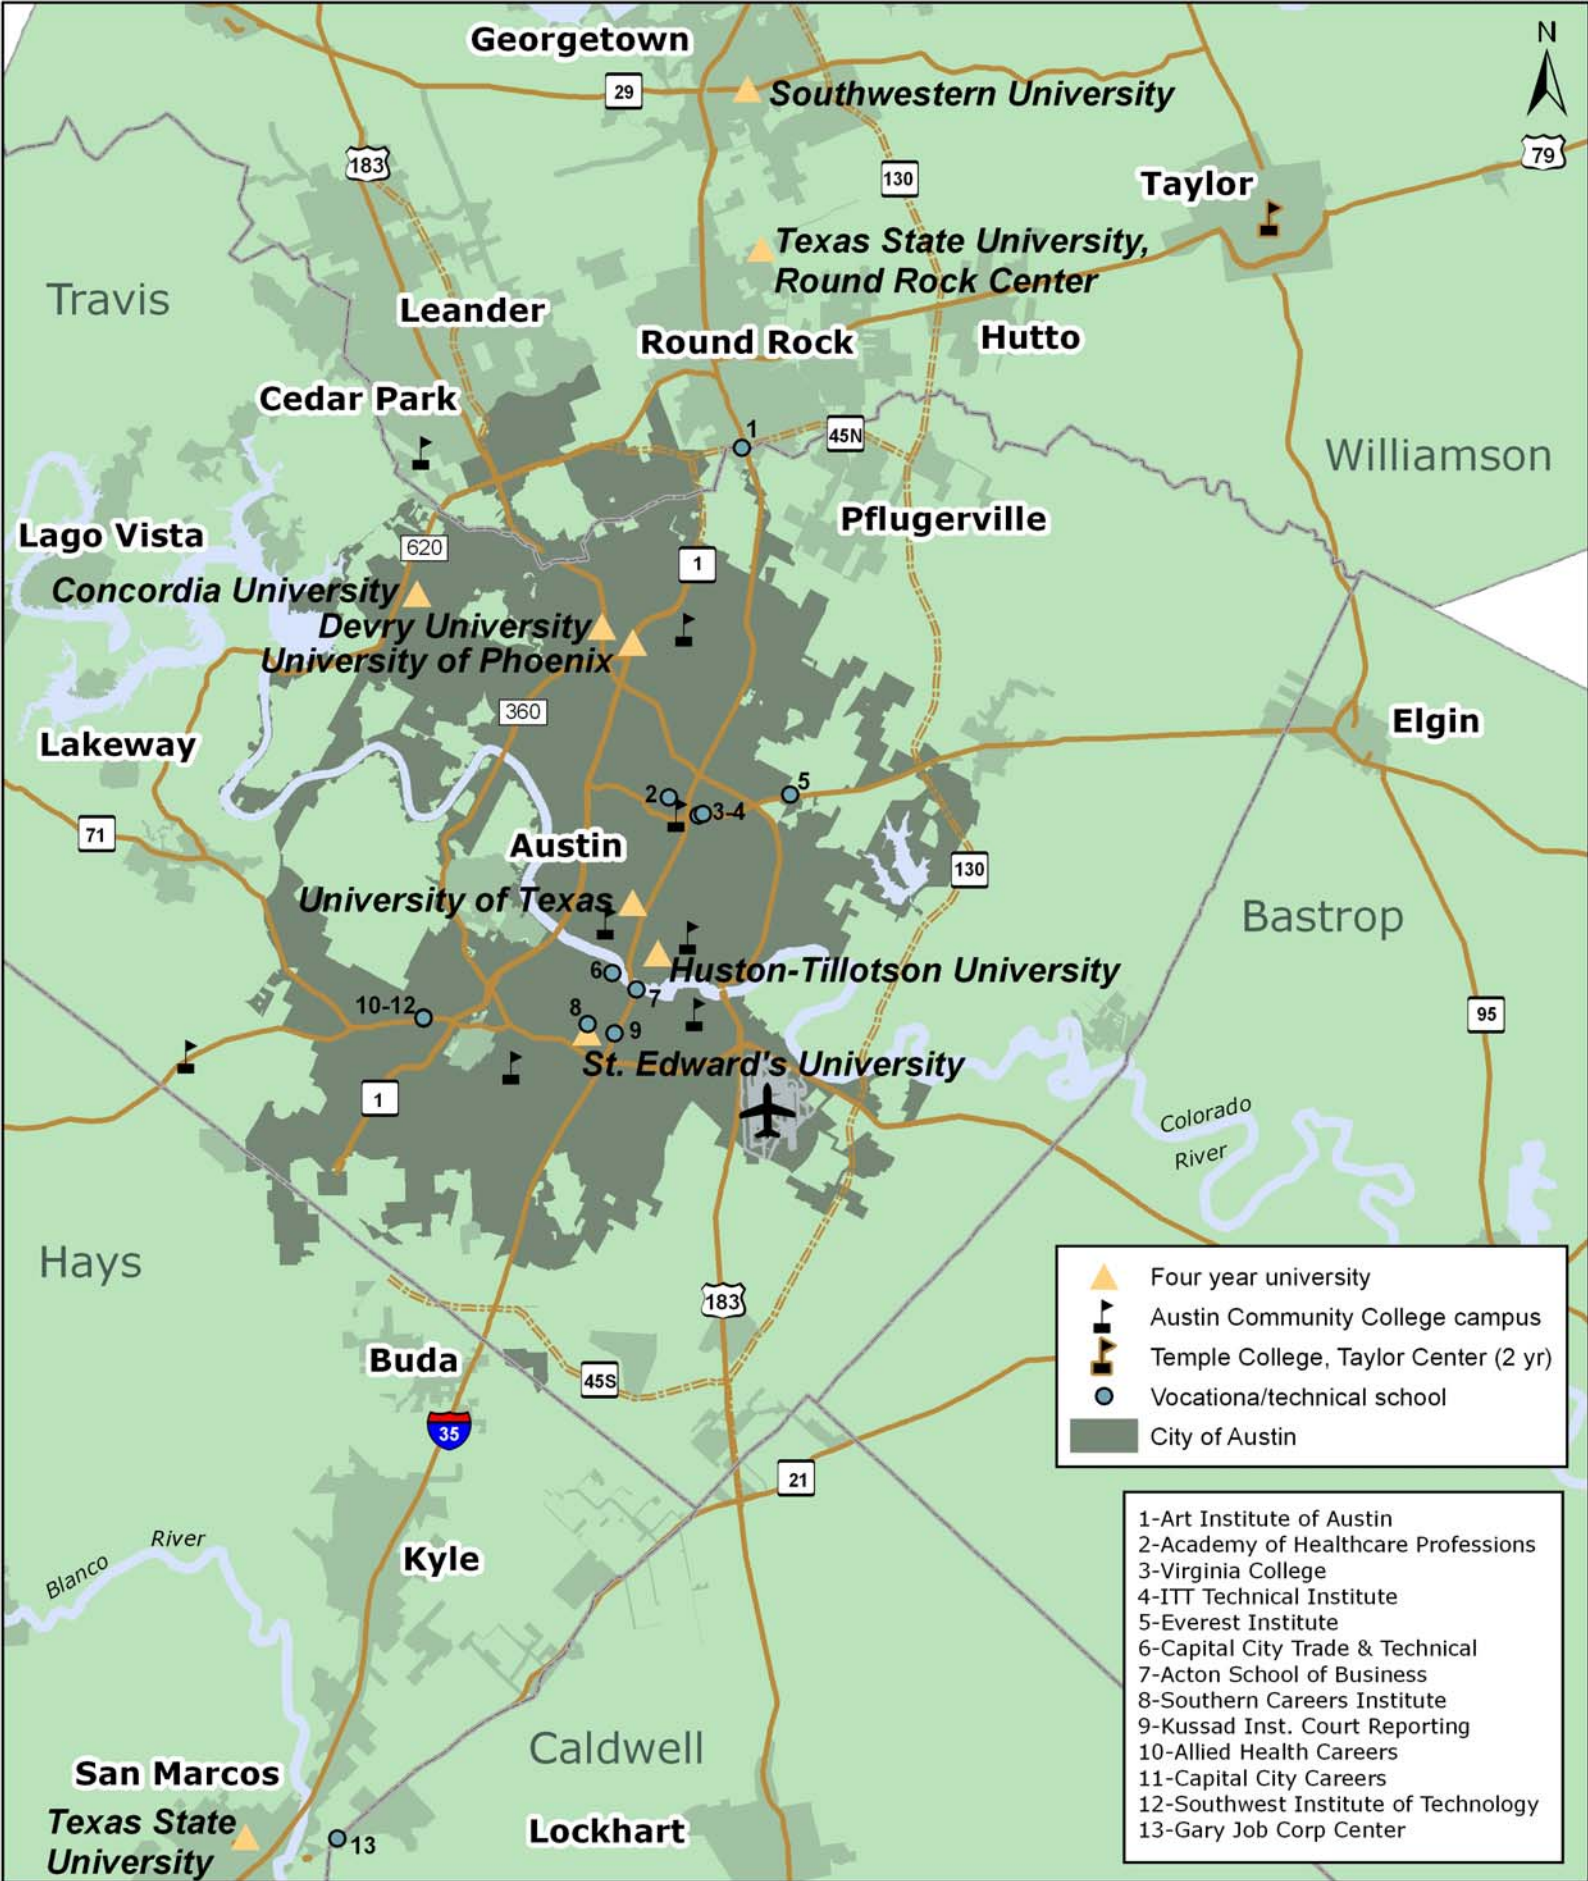 Georgetown
N
29
Southwestern University
183
79
130
Taylor
Texas State University,
Round Rock Center
Travis
Leander
Round Rock
Hutto
Cedar Park
1
45N
Williamson
Pflugerville
Lago Vista
620
1
Concordia University
Devry University
University of Phoenix
360
Elgin
Lakeway
5
2
3-4
71
Austin
130
University of Texas
Bastrop
6
Huston-Tillotson University
7
10-12
8
9
95
St. Edward's University
1
Colorado
River
Hays
183
Four year university
Austin Community College campus
Temple College, Taylor Center (2 yr)
Vocationa/technical school
City of Austin
Buda
45S
35
21
1-Art Institute of Austin
2-Academy of Healthcare Professions
3-Virginia College
4-ITT Technical Institute
5-Everest Institute
6-Capital City Trade & Technical
7-Acton School of Business
8-Southern Careers Institute
9-Kussad Inst. Court Reporting
10-Allied Health Careers
11-Capital City Careers
12-Southwest Institute of Technology
13-Gary Job Corp Center
Blanco
River
Kyle
Caldwell
San Marcos
Texas State
University
13
Lockhart